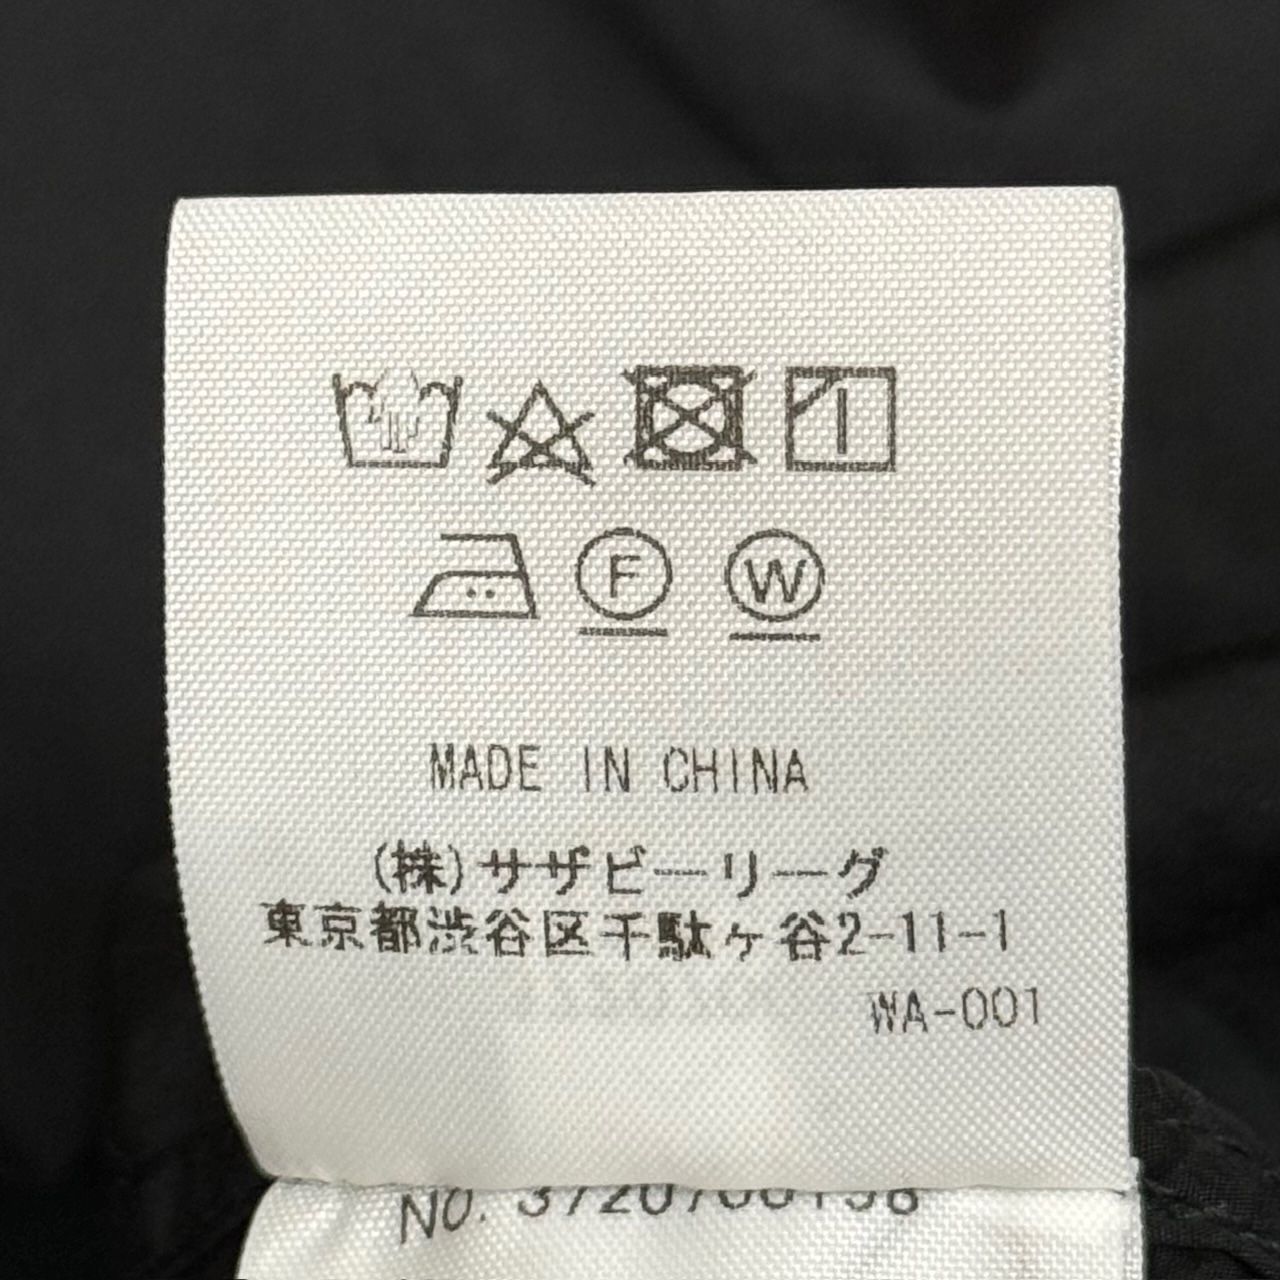 F W
MADE IN CHINA
(株)サザビーリーグ
東京都渋谷区千駄ヶ谷2-11-1
WA-001
No.